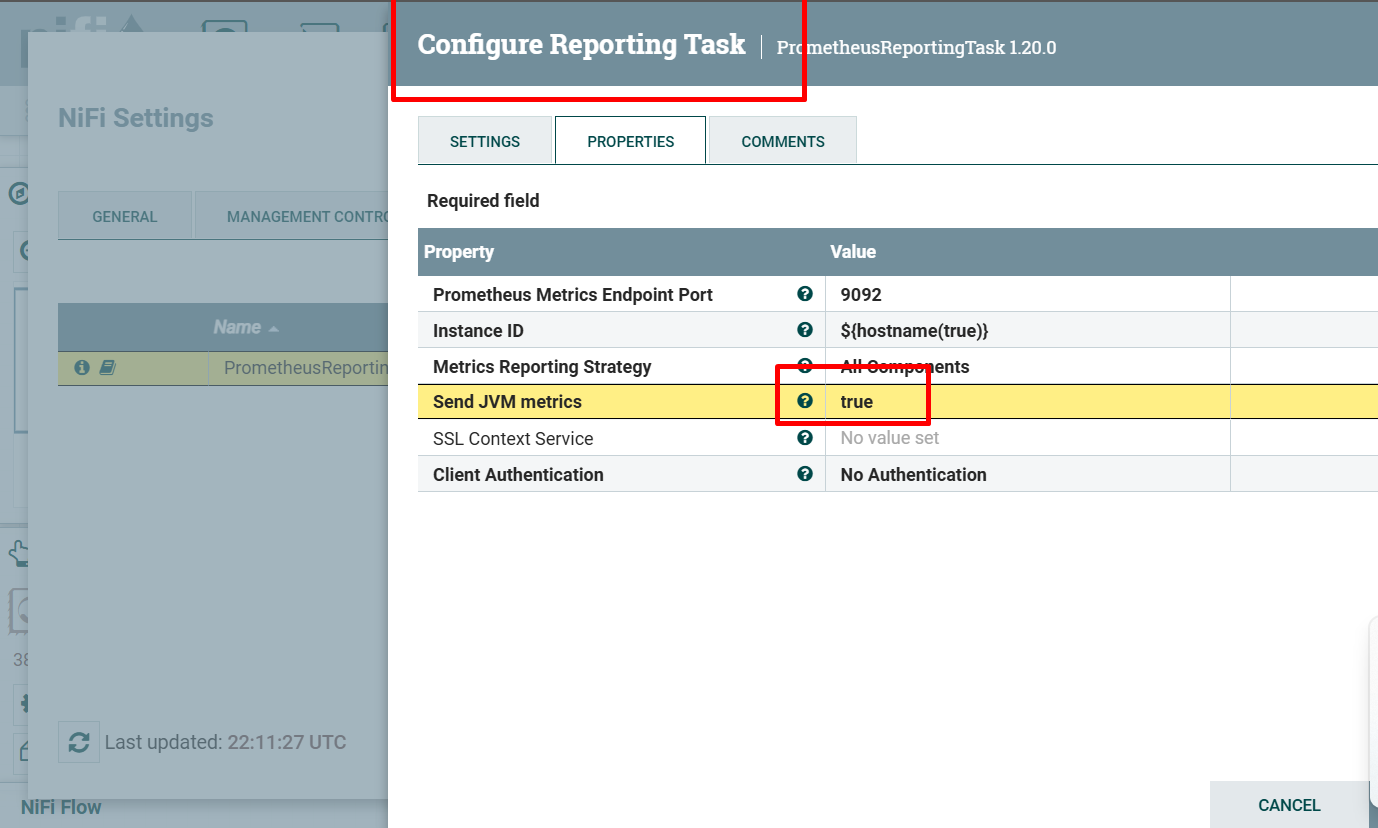 nifi
Configure Reporting Task | PrometheusReportingTask 1.20.0
NiFi Settings
SETTINGS
PROPERTIES
COMMENTS
Required field
GENERAL
MANAGEMENT CONTRO
Property
Value
Prometheus Metrics Endpoint Port
9092
Instance ID
${hostname(true)}
Metrics Reporting Strategy
All Components
Send JVM metrics
true
SSL Context Service
No value set
Client Authentication
No Authentication
Name
PrometheusReportin
38
Last updated: 22:11:27 UTC
NiFi Flow
CANCEL